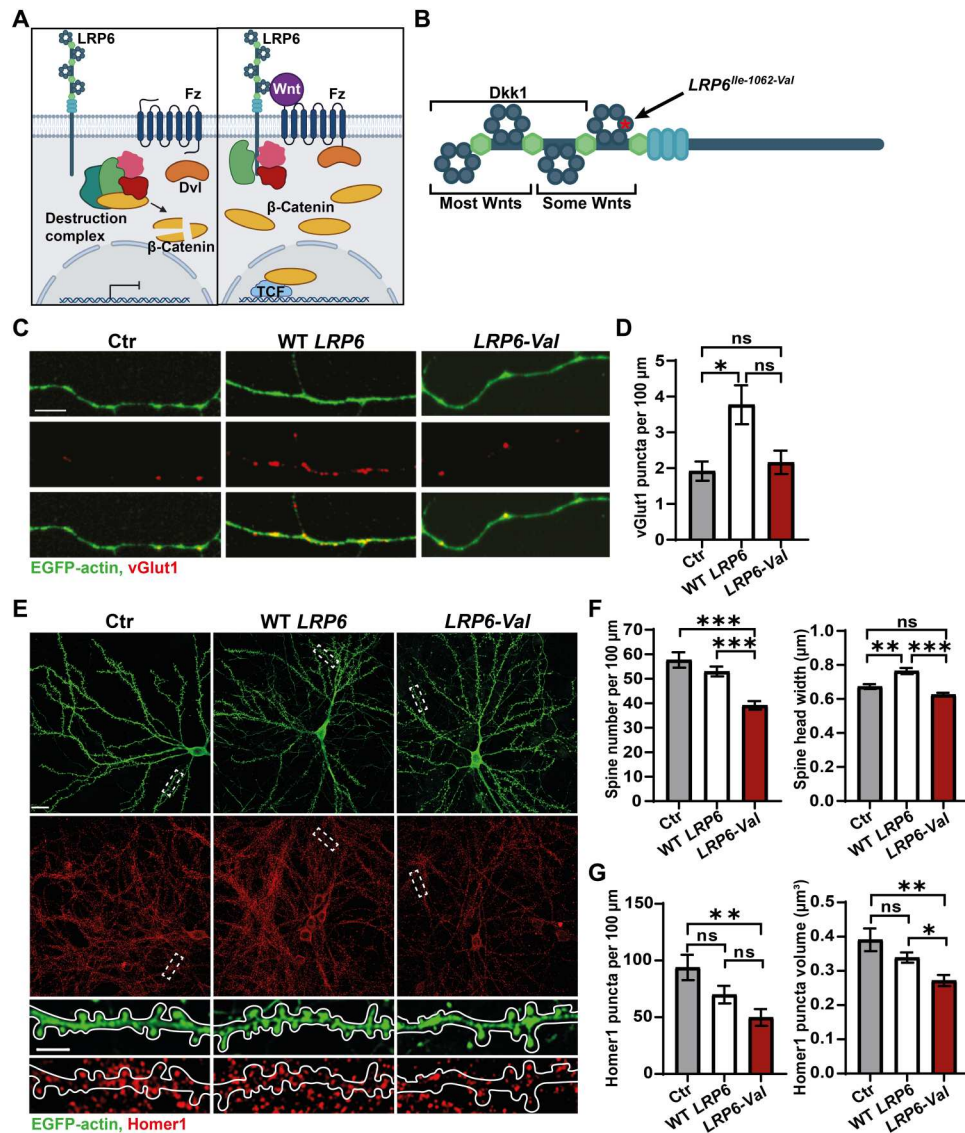 A
LRP6
Fz
Dvl
Destruction
complex
β-Catenin
LRP6
Wnt
Fz
β-Catenin
TCF
B
Dkk1
LRP6Ile-1062-Val
*
Most Wnts
Some Wnts
C
Ctr
WT LRP6
LRP6-Val
EGFP-actin, vGlut1
D
vGlut1 puncta per 100 μm
5
4
3
2
1
0
ns
*
ns
Ctr
WT LRP6
LRP6-Val
E
Ctr
WT LRP6
LRP6-Val
EGFP-actin, Homer1
F
Spine number per 100 μm
70
60
50
40
30
20
10
0
***
***
Ctr
WT LRP6
LRP6-Val
Spine head width (μm)
1.0
0.8
0.6
0.4
0.2
0.0
ns
**
***
Ctr
WT LRP6
LRP6-Val
G
Homer1 puncta per 100 μm
150
100
50
0
**
ns
ns
Ctr
WT LRP6
LRP6-Val
Homer1 puncta volume (μm³)
0.5
0.4
0.3
0.2
0.1
0.0
**
ns
*
Ctr
WT LRP6
LRP6-Val